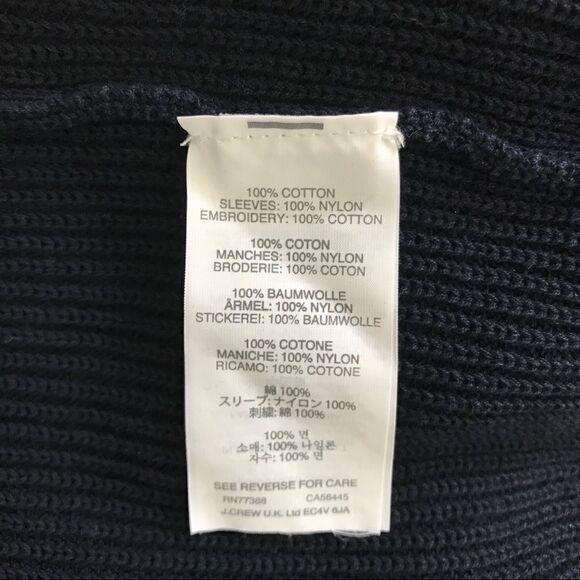 100% COTTON
SLEEVES: 100% NYLON
EMBROIDERY: 100% COTTON
100% COTON
MANCHES: 100% NYLON
BRODERIE: 100% COTON
100% BAUMWOLLE
ÄRMEL: 100% NYLON
STICKEREI: 100% BAUMWOLLE
100% COTONE
MANICHE: 100% NYLON
RICAMO: 100% COTONE
綿 100%
スリーブ: ナイロン 100%
刺繍: 綿 100%
100% 면
소매: 100% 나일론
자수: 100% 면
SEE REVERSE FOR CARE
RN77388 CA56445
J.CREW U.K. Ltd EC4V 6JA